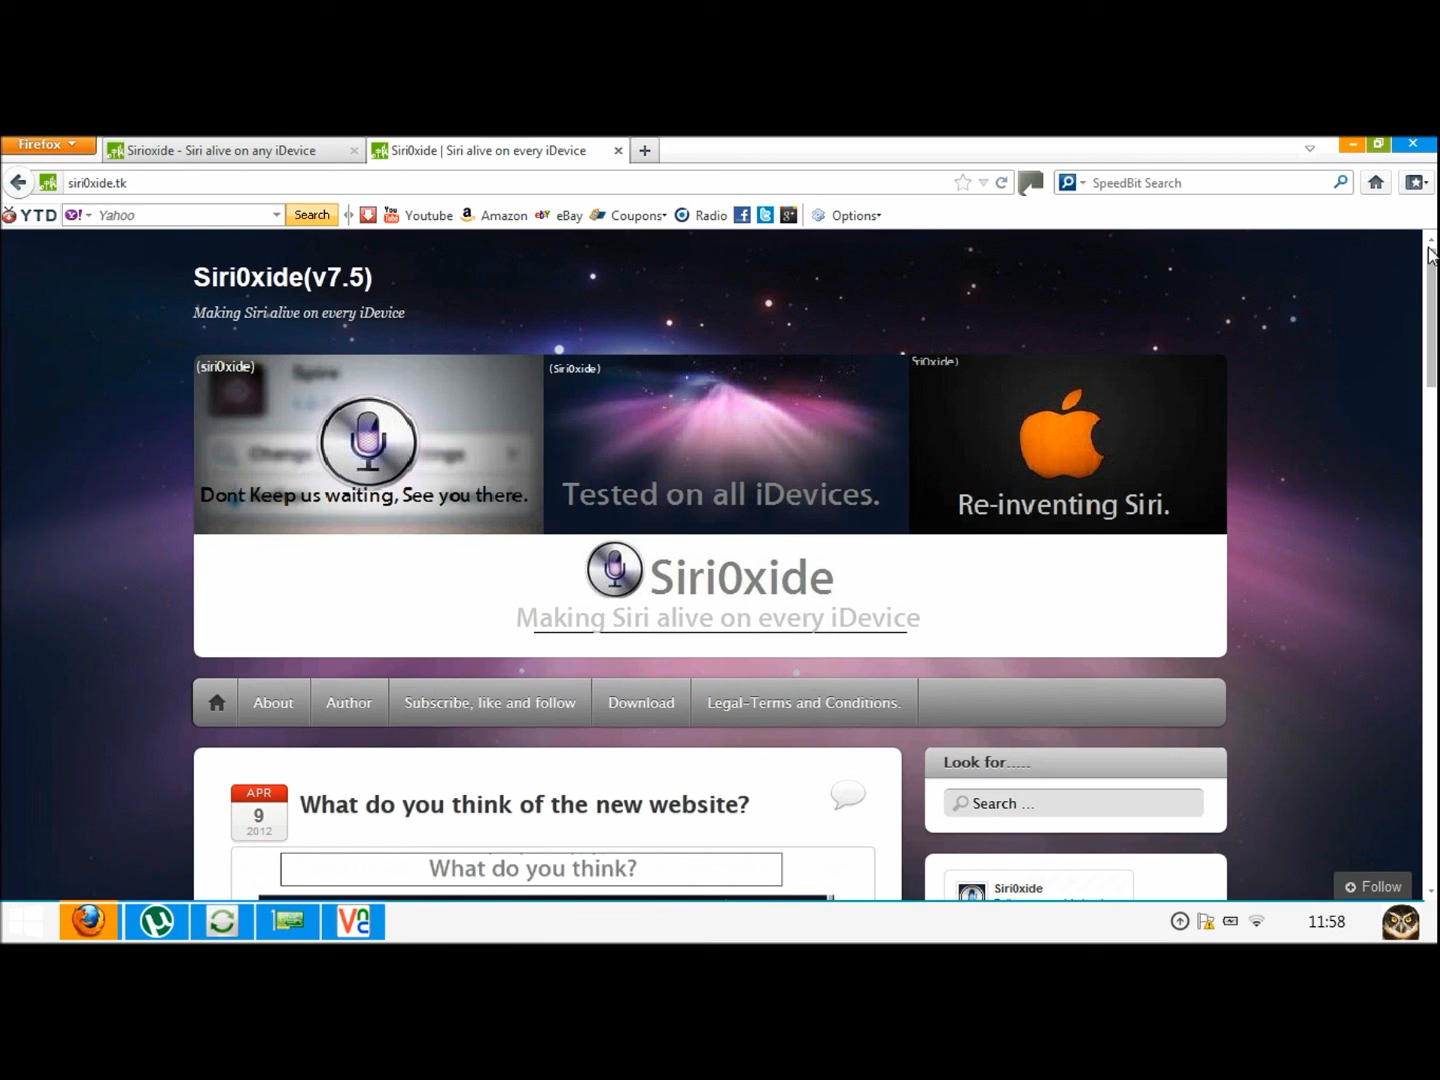 Firefox
Sirioxide - Siri alive on any iDevice
Siri0xide | Siri alive on every iDevice
siri0xide.tk
SpeedBit Search
YTD
Yahoo
Search
Youtube
Amazon
eBay
Coupons
Radio
Options
Siri0xide(v7.5)
Making Siri alive on every iDevice
(siri0xide)
Dont Keep us waiting, See you there.
(Siri0xide)
Tested on all iDevices.
Re-inventing Siri.
Siri0xide
Making Siri alive on every iDevice
About
Author
Subscribe, like and follow
Download
Legal-Terms and Conditions.
APR
9
2012
What do you think of the new website?
What do you think?
Look for.....
Search ...
Siri0xide
Follow
11:58